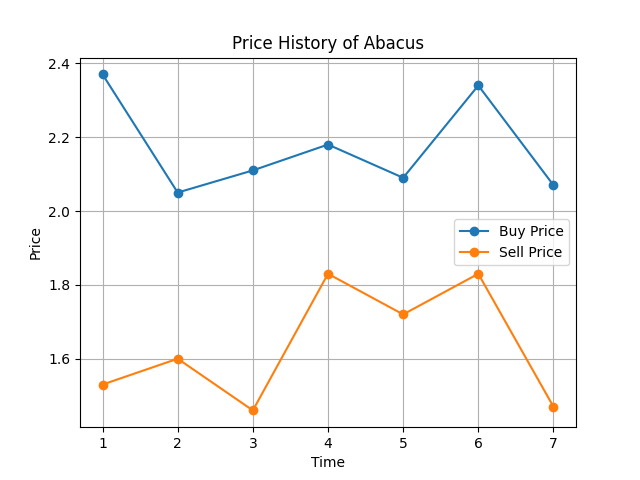 Price History of Abacus
2.4
2.2
2.0
1.8
1.6
Price
Buy Price
Sell Price
1 2 3 4 5 6 7
Time